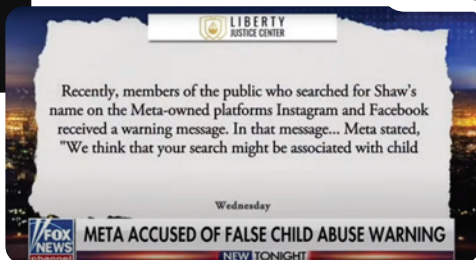 LIBERTY
JUSTICE CENTER
Recently, members of the public who searched for Shaw's
name on the Meta-owned platforms Instagram and Facebook
received a warning message. In that message... Meta stated,
"We think that your search might be associated with child
Wednesday
FOX
NEWS
channel
META ACCUSED OF FALSE CHILD ABUSE WARNING
NEW TONIGHT